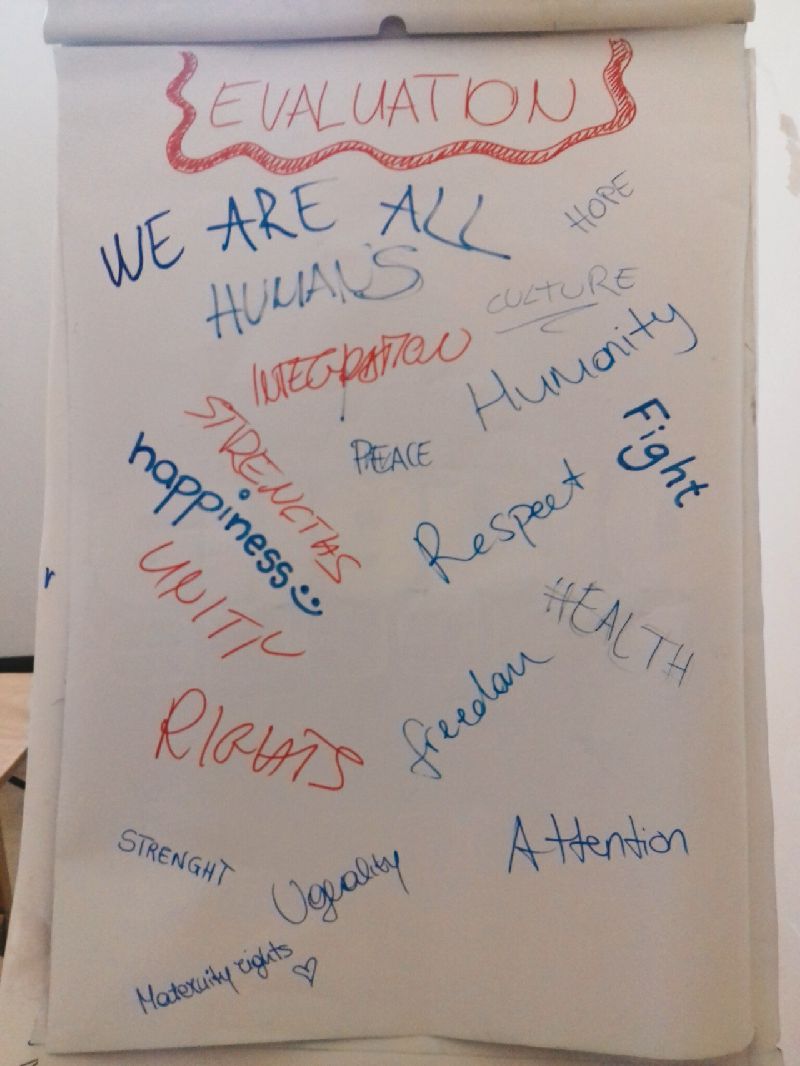 EVALUATION
WE ARE ALL
HUMANS
HOPE
CULTURE
INTEGRATION
Humanity
STRENGTHS
PEACE
Fight
happiness
Respect
UNITY
HEALTH
freedom
RIGHTS
Attention
STRENGHT
Ugeality
Maternity rights